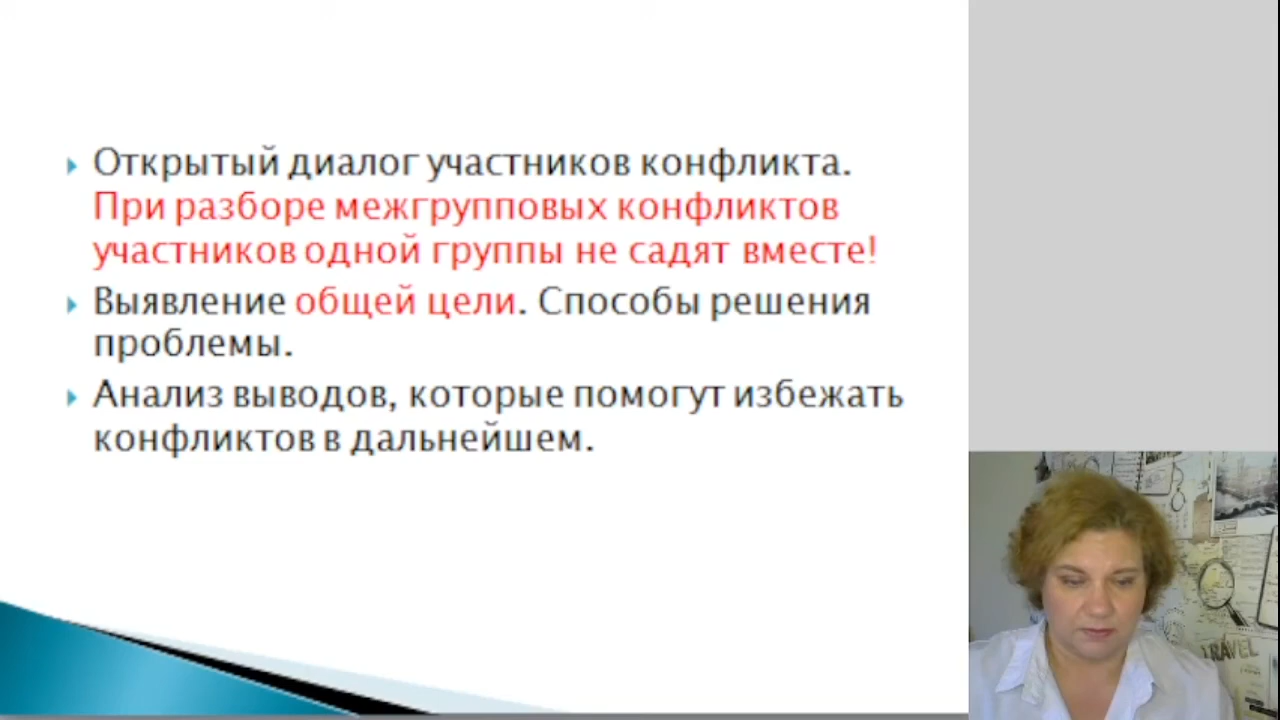 Открытый диалог участников конфликта.
При разборе межгрупповых конфликтов
участников одной группы не садят вместе!
Выявление общей цели. Способы решения
проблемы.
Анализ выводов, которые помогут избежать
конфликтов в дальнейшем.
TRAVEL